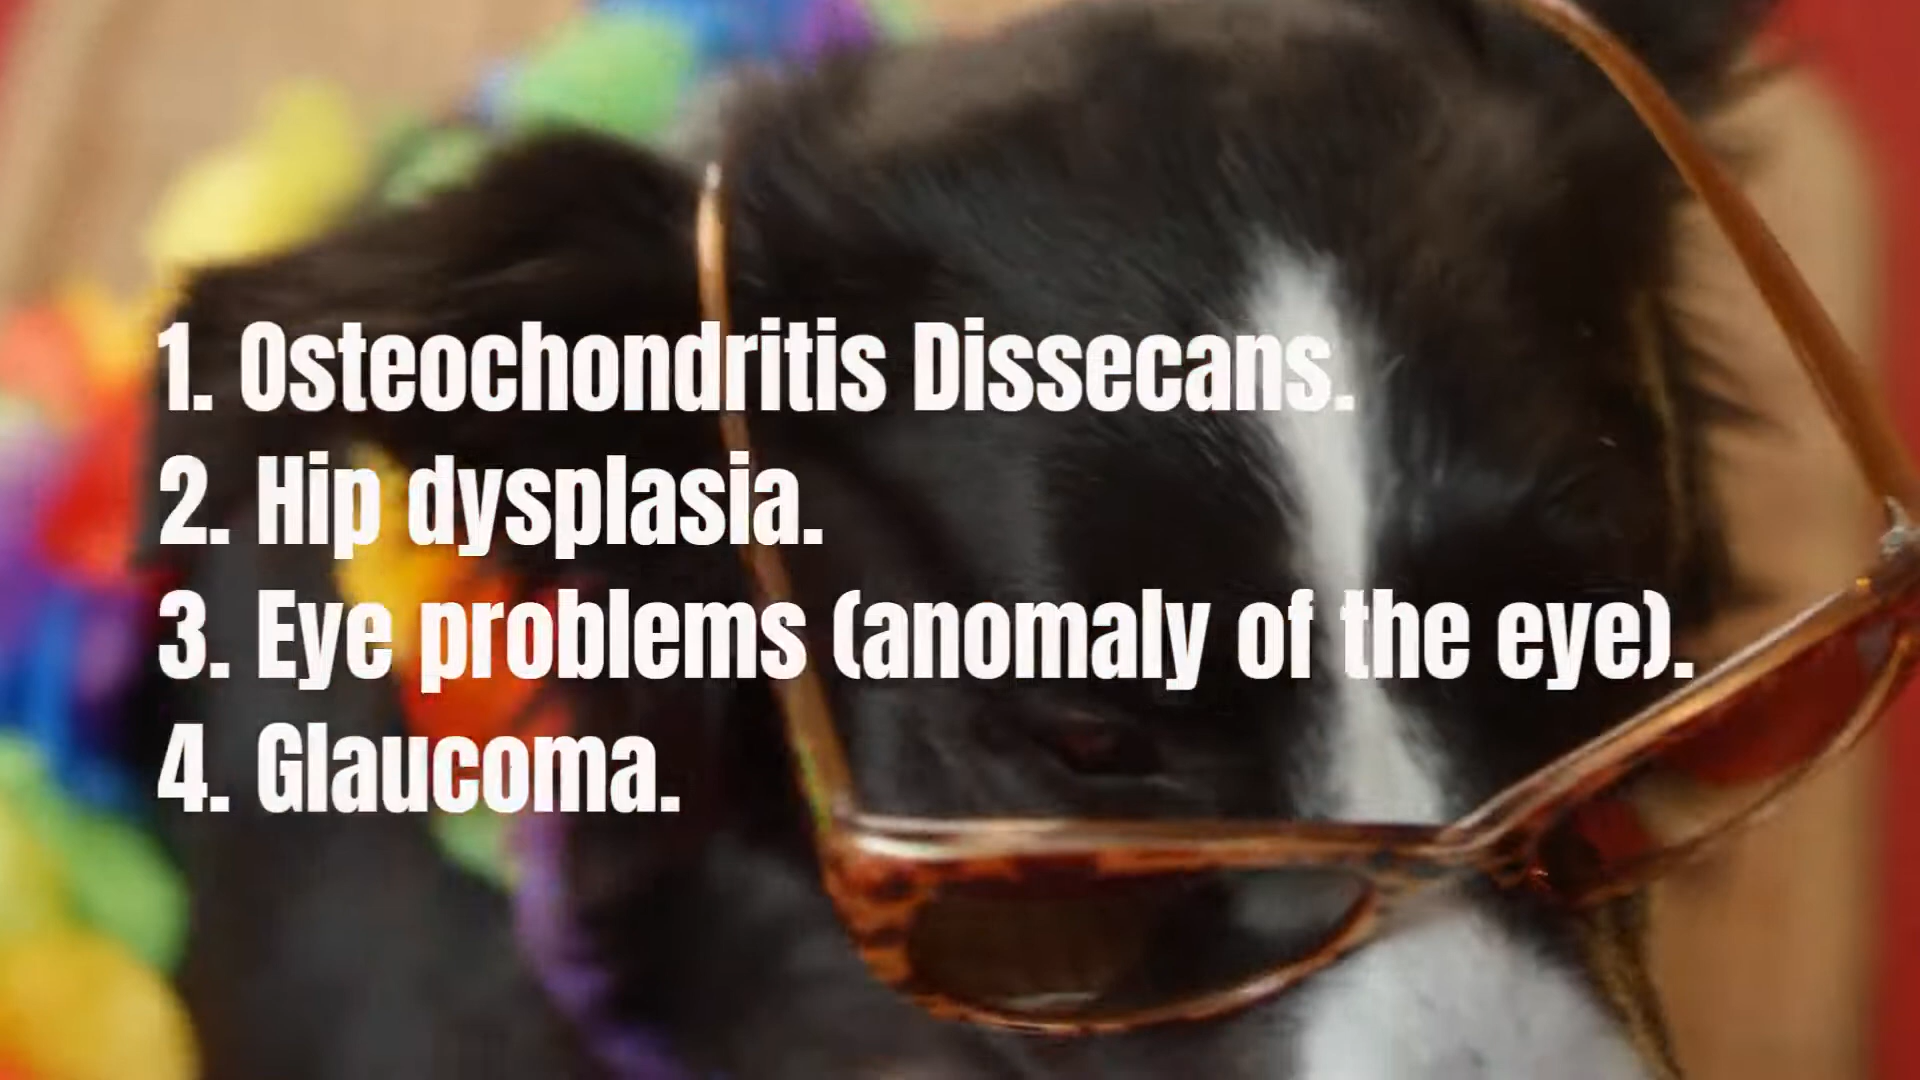 1. Osteochondritis Dissecans.
2. Hip dysplasia.
3. Eye problems (anomaly of the eye).
4. Glaucoma.